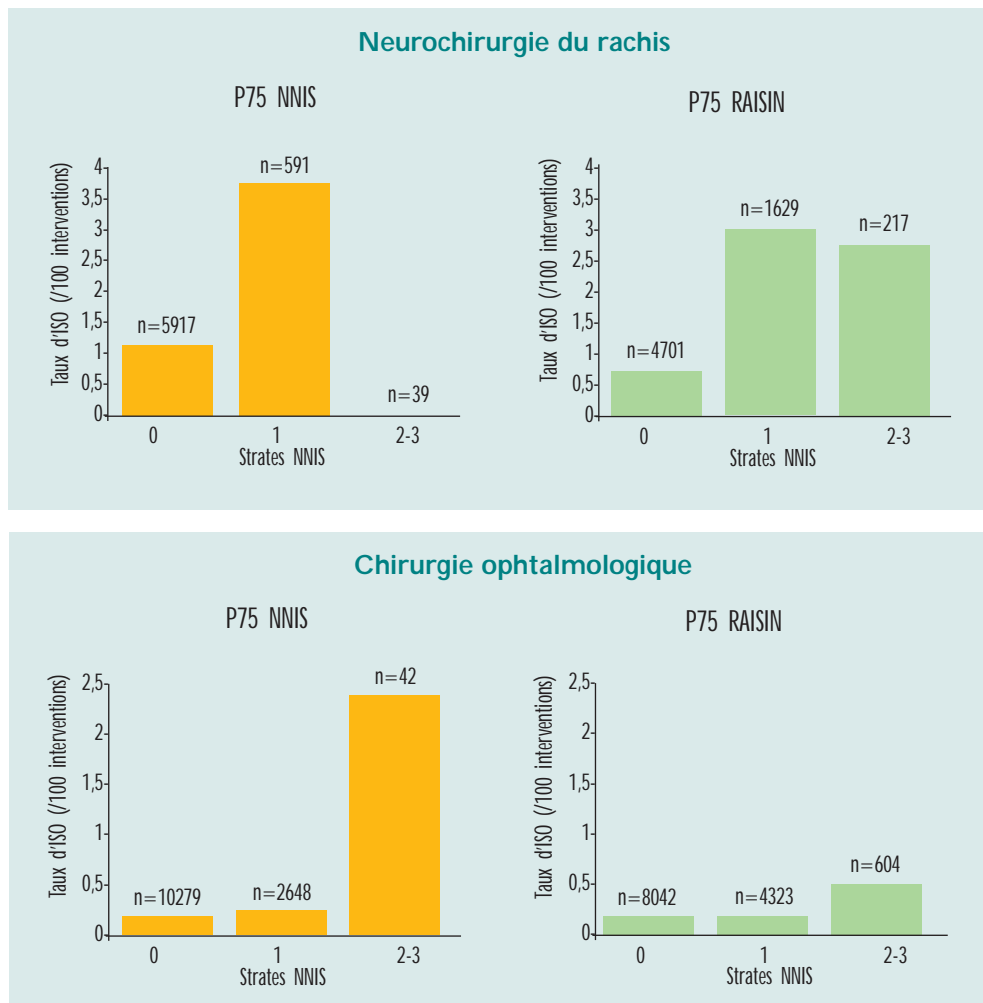 Neurochirurgie du rachis
P75 NNIS
Taux d'ISO (/100 interventions)
4
3,5
3
2,5
2
1,5
1
0,5
0
n=5917
n=591
n=39
0 1 2-3
Strates NNIS
P75 RAISIN
Taux d'ISO (/100 interventions)
4
3,5
3
2,5
2
1,5
1
0,5
0
n=4701
n=1629
n=217
0 1 2-3
Strates NNIS
Chirurgie ophtalmologique
P75 NNIS
Taux d'ISO (/100 interventions)
2,5
2
1,5
1
0,5
0
n=10279
n=2648
n=42
0 1 2-3
Strates NNIS
P75 RAISIN
Taux d'ISO (/100 interventions)
2,5
2
1,5
1
0,5
0
n=8042
n=4323
n=604
0 1 2-3
Strates NNIS